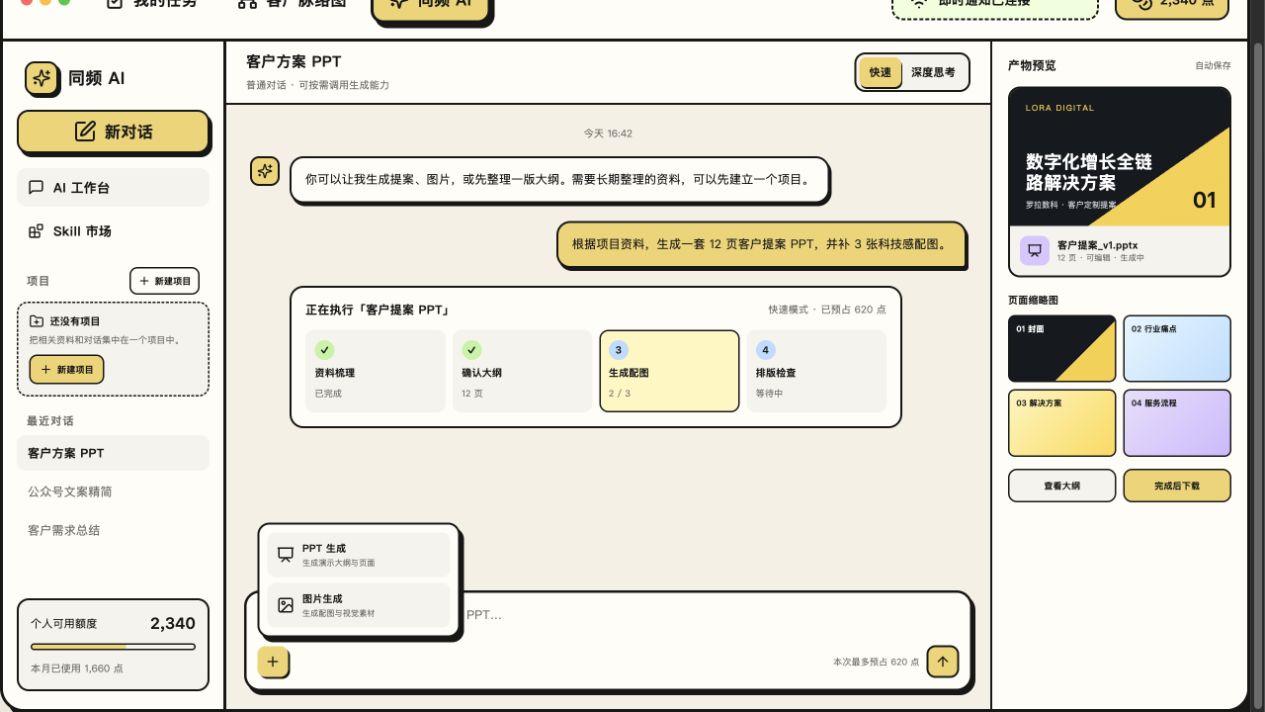 我的任务
客户脉络图
同频 AI
即时通知已连接
2,340 点
同频 AI
新对话
AI 工作台
Skill 市场
项目
+ 新建项目
还没有项目
把相关资料和对话集中在一个项目中。
+ 新建项目
最近对话
客户方案 PPT
公众号文案精简
客户需求总结
个人可用额度
2,340
本月已使用 1,660 点
客户方案 PPT
普通对话 · 可按需调用生成能力
快速
深度思考
今天 16:42
你可以让我生成提案、图片，或先整理一版大纲。需要长期整理的资料，可以先建立一个项目。
根据项目资料，生成一套 12 页客户提案 PPT，并补 3 张科技感配图。
正在执行「客户提案 PPT」
快速模式 · 已预占 620 点
资料梳理
已完成
确认大纲
12 页
3
生成配图
2 / 3
4
排版检查
等待中
PPT 生成
生成演示大纲与页面
图片生成
生成配图与视觉素材
PPT...
+
本次最多预占 620 点
产物预览
自动保存
LORA DIGITAL
数字化增长全链
路解决方案
罗拉数科 · 客户定制提案
01
客户提案_v1.pptx
12 页 · 可编辑 · 生成中
页面缩略图
01 封面
02 行业痛点
03 解决方案
04 服务流程
查看大纲
完成后下载